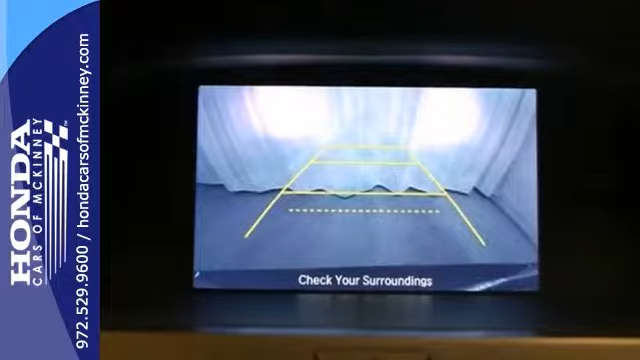 HONDA
CARS OF MCKINNEY
972.529.9600 / hondacarsofmckinney.com
Check Your Surroundings